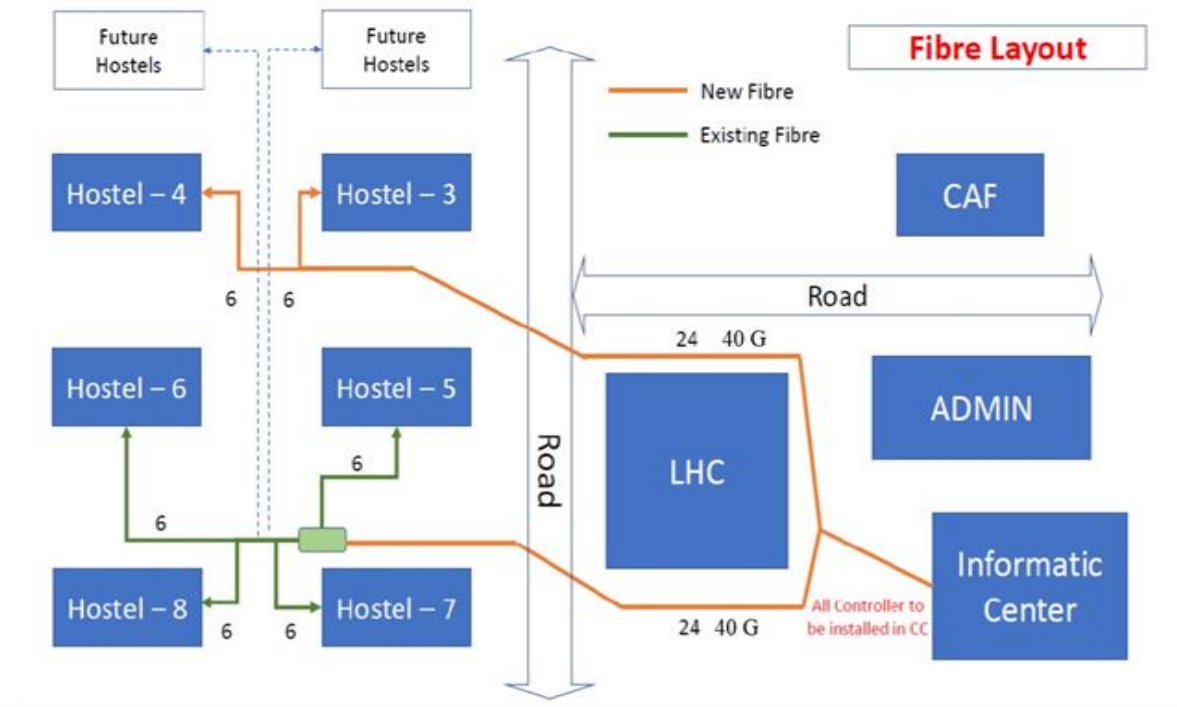 Future
Hostels
Future
Hostels
Fibre Layout
New Fibre
Existing Fibre
Hostel – 4
Hostel – 3
CAF
6
6
Road
24 40 G
Hostel – 6
Hostel – 5
ADMIN
Road
LHC
6
6
Informatic
Center
Hostel – 8
Hostel – 7
6
6
24 40 G
All Controller to
be installed in CC